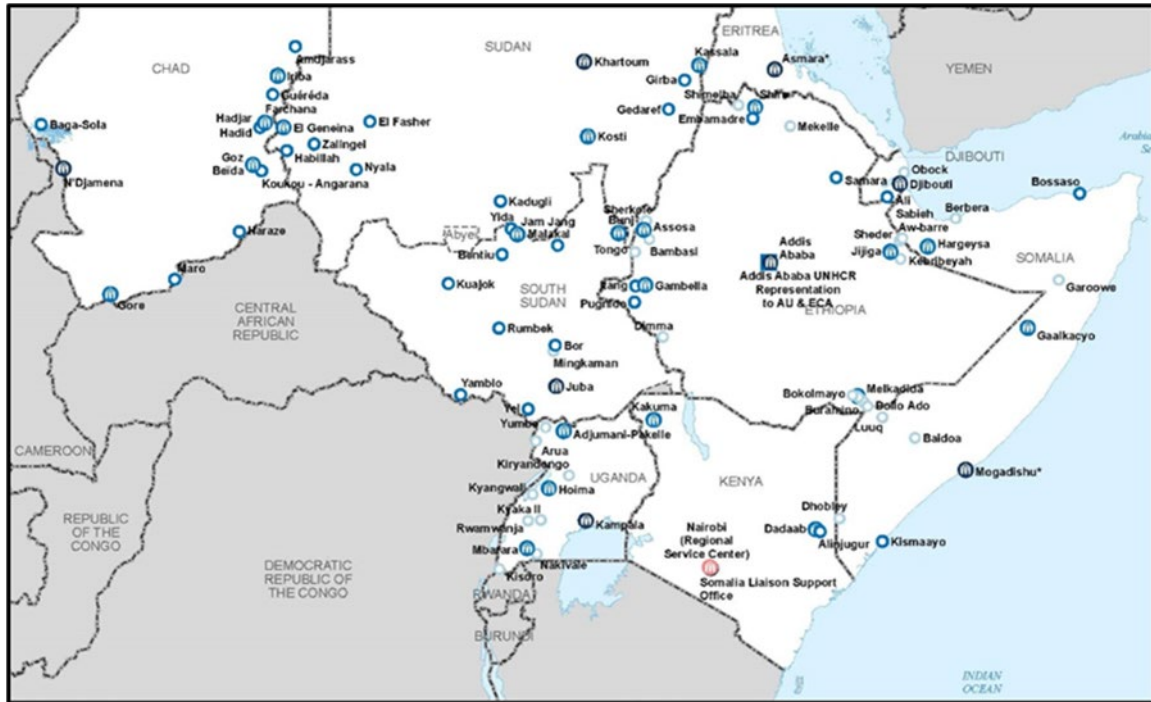 ERITREA
SUDAN
CHAD
YEMEN
Kassala
Asmara*
Khartoum
Amdjarass
Iriba
Girba
Guéréda
Shimelba
Shire
Farchana
Hadjar
Hadid
El Geneina
El Fasher
Gedaref
Embamadre
Mekelle
Baga-Sola
Zalingei
Kosti
DJIBOUTI
Goz
Beïda
Habillah
Nyala
N'Djamena
Koukou - Angarana
Samara
Obock
Djibouti
Bossaso
Ali
Sabieh
Berbera
Kadugli
Yida
Jam Jang
Malakal
Abyei
Sherkole
Assosa
Aw-barre
Sheder
Hargeysa
Haraze
Bentiu
Tongo
Bambasi
Addis
Ababa
Jijiga
Kebribeyah
SOMALIA
Maro
Kuajok
SOUTH
SUDAN
Gambella
Pugnido
Addis Ababa UNHCR
Representation
to AU & ECA
ETHIOPIA
Garoowe
Gore
CENTRAL
AFRICAN
REPUBLIC
Rumbek
Bor
Mingkaman
Dimma
Gaalkacyo
Yambio
Juba
Bokolmayo
Melkadida
Buramino
Dollo Ado
Yei
Yumbe
Kakuma
Adjumani-Pakelle
Luuq
Baidoa
CAMEROON
Arua
Kiryandongo
UGANDA
KENYA
Mogadishu*
Kyangwali
Hoima
REPUBLIC
OF THE
CONGO
Kyaka II
Rwamwanja
Kampala
Nairobi
(Regional
Service Center)
Dhobley
Dadaab
Alinjugur
Kismaayo
Mbarara
Nakivale
DEMOCRATIC
REPUBLIC OF
THE CONGO
Kisoro
RWANDA
Somalia Liaison Support
Office
BURUNDI
INDIAN
OCEAN